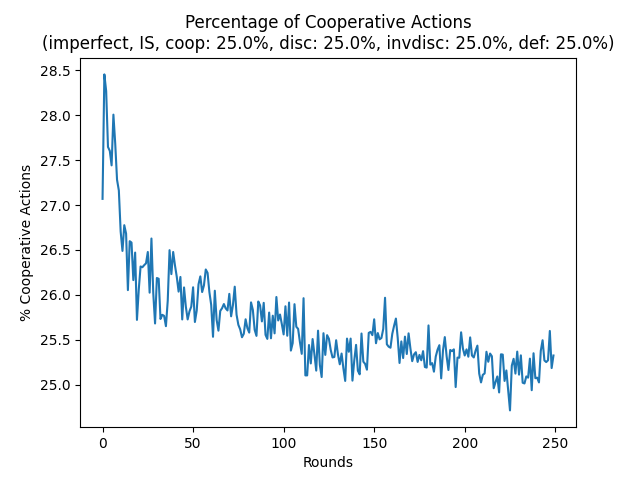 Percentage of Cooperative Actions
(imperfect, IS, coop: 25.0%, disc: 25.0%, invdisc: 25.0%, def: 25.0%)
28.5
28.0
27.5
27.0
26.5
26.0
25.5
25.0
% Cooperative Actions
0 50 100 150 200 250
Rounds